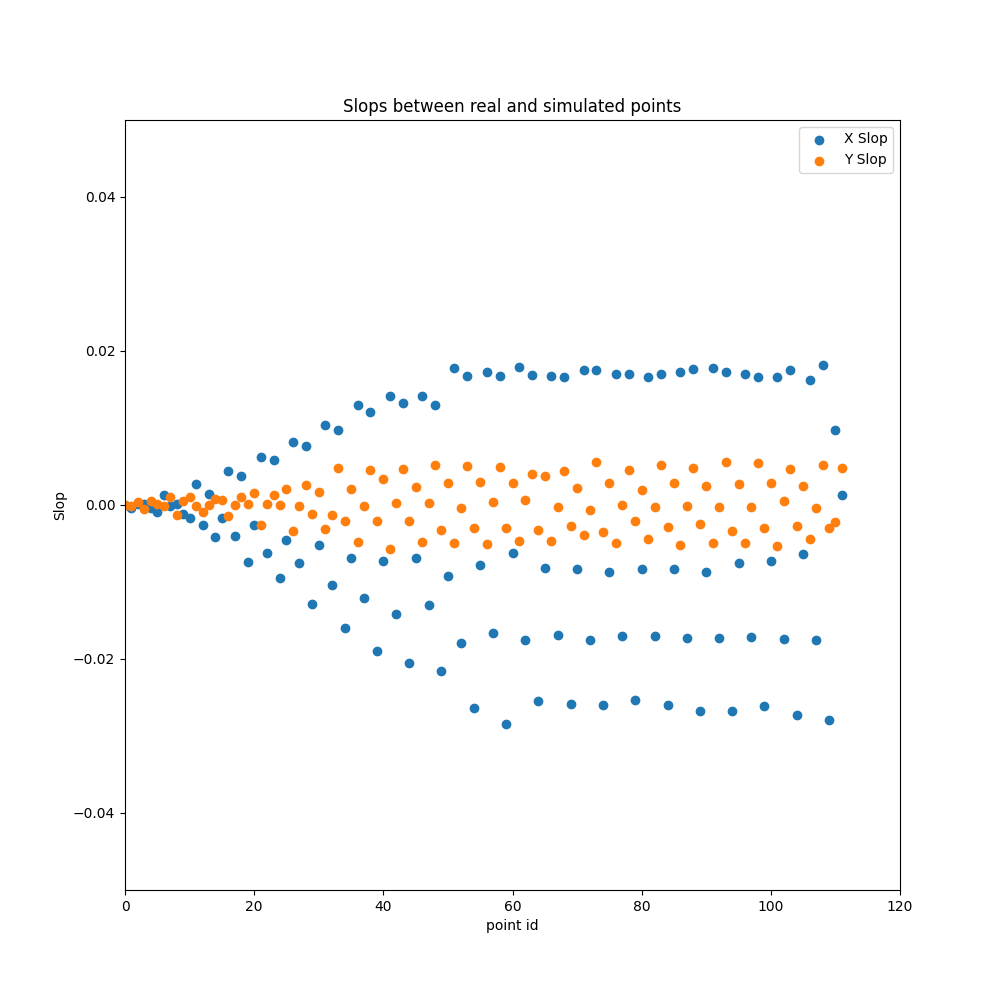 Slops between real and simulated points
X Slop
Y Slop
0.04
0.02
0.00
−0.02
−0.04
Slop
0 20 40 60 80 100 120
point id